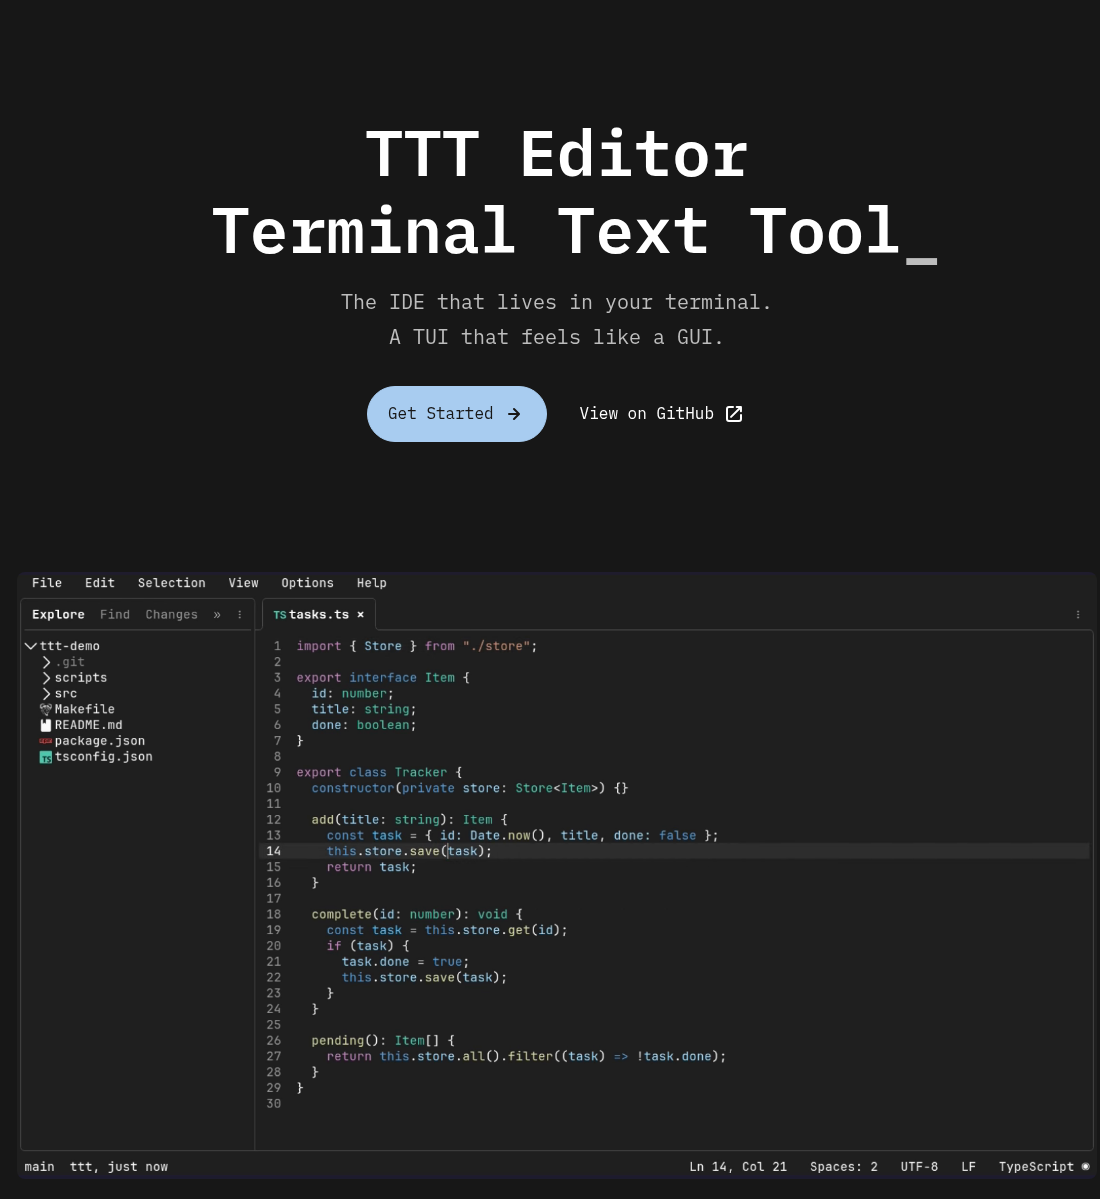 TTT Editor
Terminal Text Tool_
The IDE that lives in your terminal.
A TUI that feels like a GUI.
Get Started →
View on GitHub
File Edit Selection View Options Help
Explore Find Changes » ⋮
TS tasks.ts ×
⋮
ttt-demo
.git
scripts
src
Makefile
README.md
package.json
TS tsconfig.json
1 import { Store } from "./store";
2
3 export interface Item {
4   id: number;
5   title: string;
6   done: boolean;
7 }
8
9 export class Tracker {
10   constructor(private store: Store<Item>) {}
11
12   add(title: string): Item {
13     const task = { id: Date.now(), title, done: false };
14     this.store.save(task);
15     return task;
16   }
17
18   complete(id: number): void {
19     const task = this.store.get(id);
20     if (task) {
21       task.done = true;
22       this.store.save(task);
23     }
24   }
25
26   pending(): Item[] {
27     return this.store.all().filter((task) => !task.done);
28   }
29 }
30
main ttt, just now
Ln 14, Col 21 Spaces: 2 UTF-8 LF TypeScript ◉